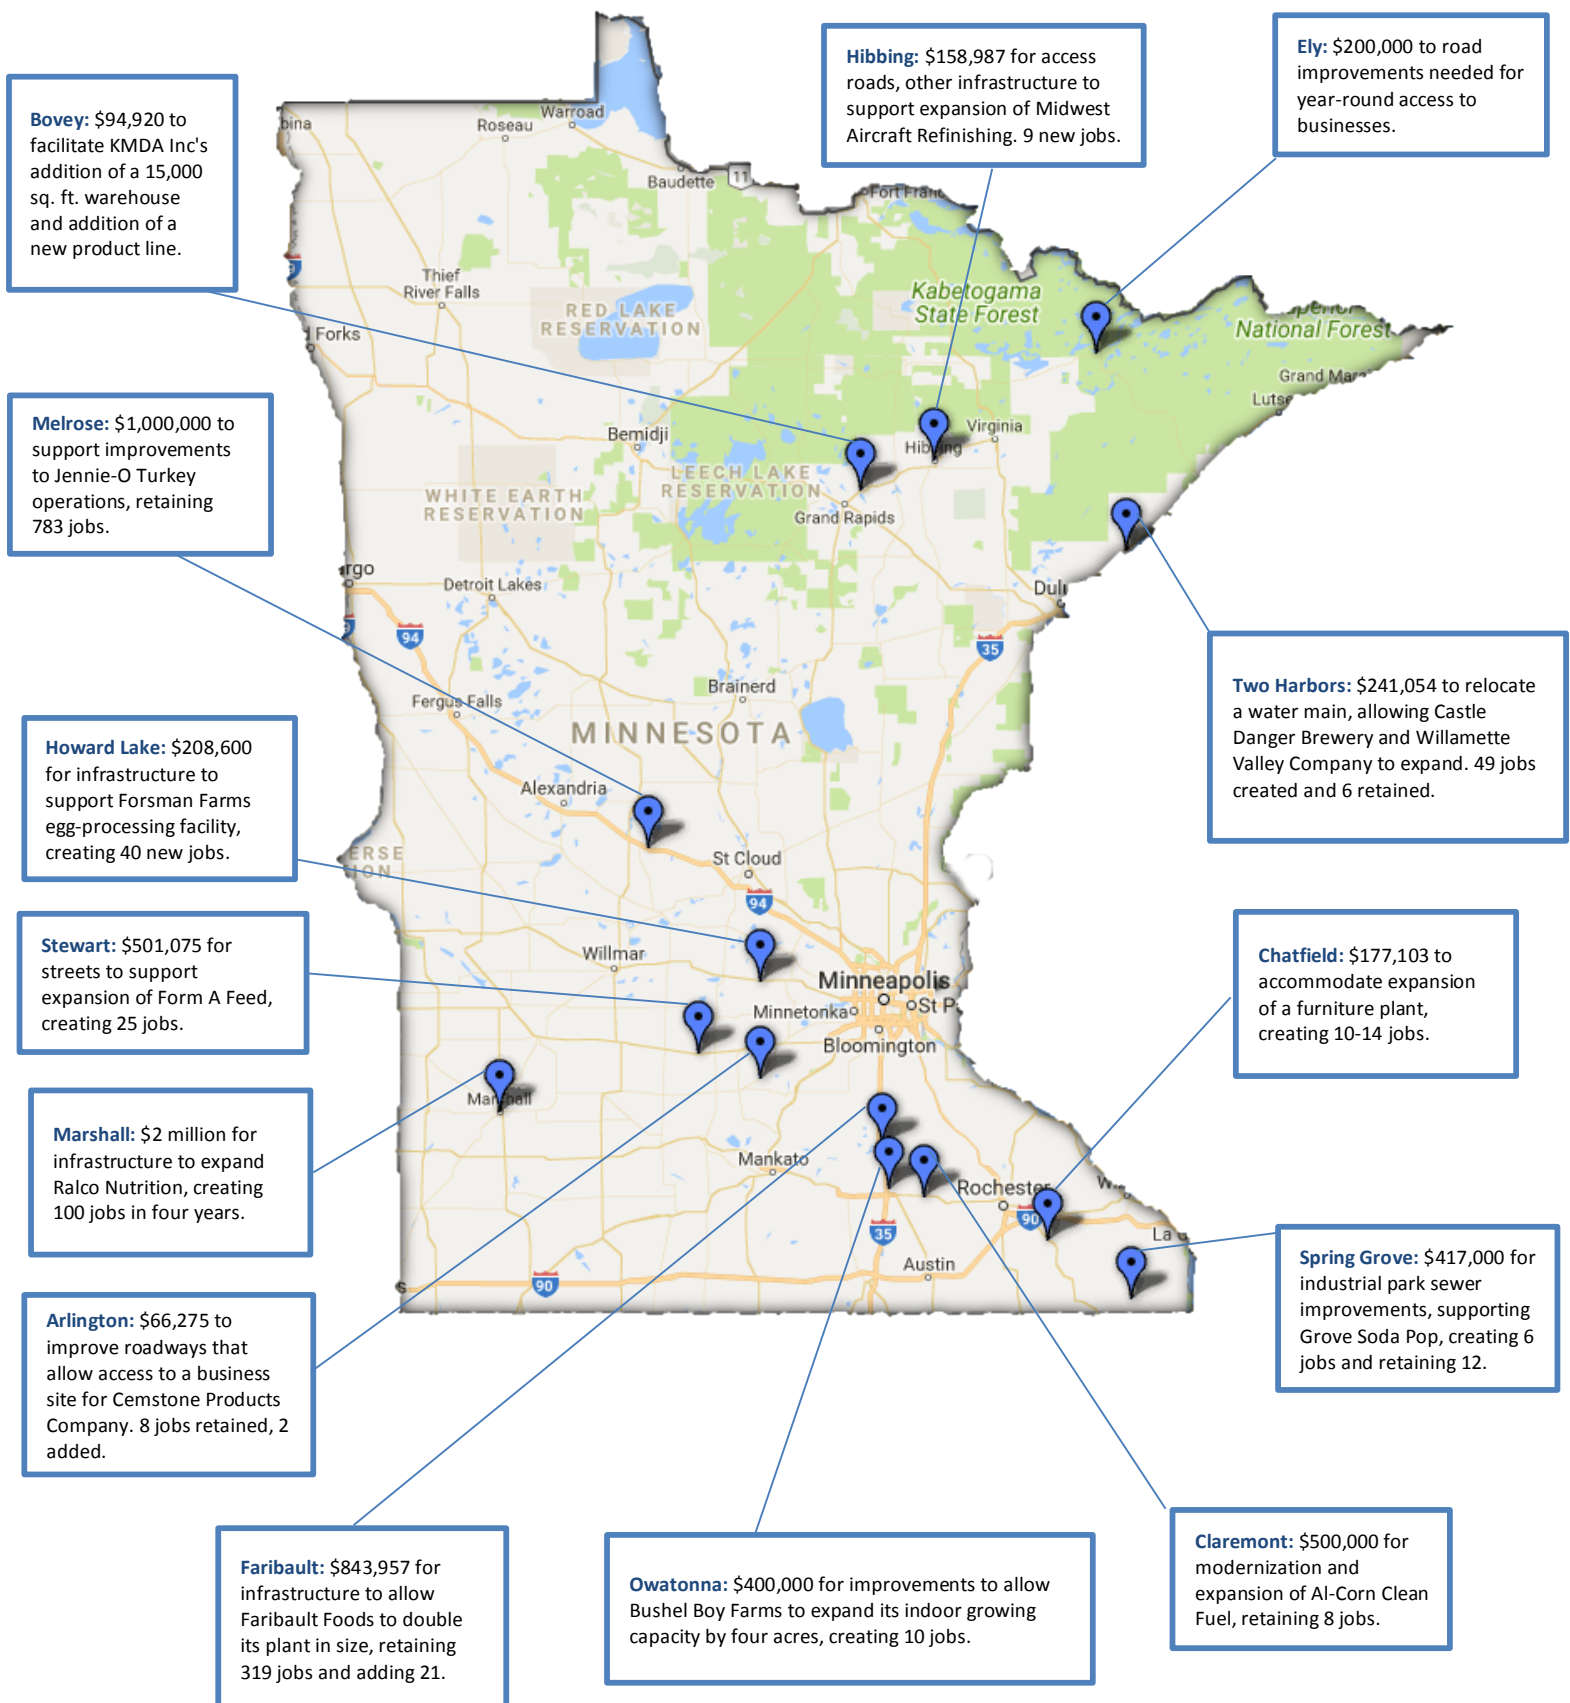 Bovey: $94,920 to
facilitate KMDA Inc's
addition of a 15,000
sq. ft. warehouse
and addition of a
new product line.
Hibbing: $158,987 for access
roads, other infrastructure to
support expansion of Midwest
Aircraft Refinishing. 9 new jobs.
Ely: $200,000 to road
improvements needed for
year-round access to
businesses.
Melrose: $1,000,000 to
support improvements
to Jennie-O Turkey
operations, retaining
783 jobs.
Two Harbors: $241,054 to relocate
a water main, allowing Castle
Danger Brewery and Willamette
Valley Company to expand. 49 jobs
created and 6 retained.
Howard Lake: $208,600
for infrastructure to
support Forsman Farms
egg-processing facility,
creating 40 new jobs.
Stewart: $501,075 for
streets to support
expansion of Form A Feed,
creating 25 jobs.
Chatfield: $177,103 to
accommodate expansion
of a furniture plant,
creating 10-14 jobs.
Marshall: $2 million for
infrastructure to expand
Ralco Nutrition, creating
100 jobs in four years.
Spring Grove: $417,000 for
industrial park sewer
improvements, supporting
Grove Soda Pop, creating 6
jobs and retaining 12.
Arlington: $66,275 to
improve roadways that
allow access to a business
site for Cemstone Products
Company. 8 jobs retained, 2
added.
Faribault: $843,957 for
infrastructure to allow
Faribault Foods to double
its plant in size, retaining
319 jobs and adding 21.
Owatonna: $400,000 for improvements to allow
Bushel Boy Farms to expand its indoor growing
capacity by four acres, creating 10 jobs.
Claremont: $500,000 for
modernization and
expansion of Al-Corn Clean
Fuel, retaining 8 jobs.
bina
Roseau
Warroad
Baudette
11
Fort Franc
Thief
River Falls
RED LAKE
RESERVATION
Kabetogama
State Forest
National Forest
Forks
Grand Mara
Lutse
Bemidji
Virginia
Hibbing
LEECH LAKE
RESERVATION
WHITE EARTH
RESERVATION
Grand Rapids
argo
Detroit Lakes
Dulu
94
35
Brainerd
Fergus Falls
MINNESOTA
Alexandria
ERSE
ION
St Cloud
94
Willmar
Minneapolis
Minnetonka
St P
Bloomington
Marshall
Mankato
Rochester
90
35
La
Austin
90
s